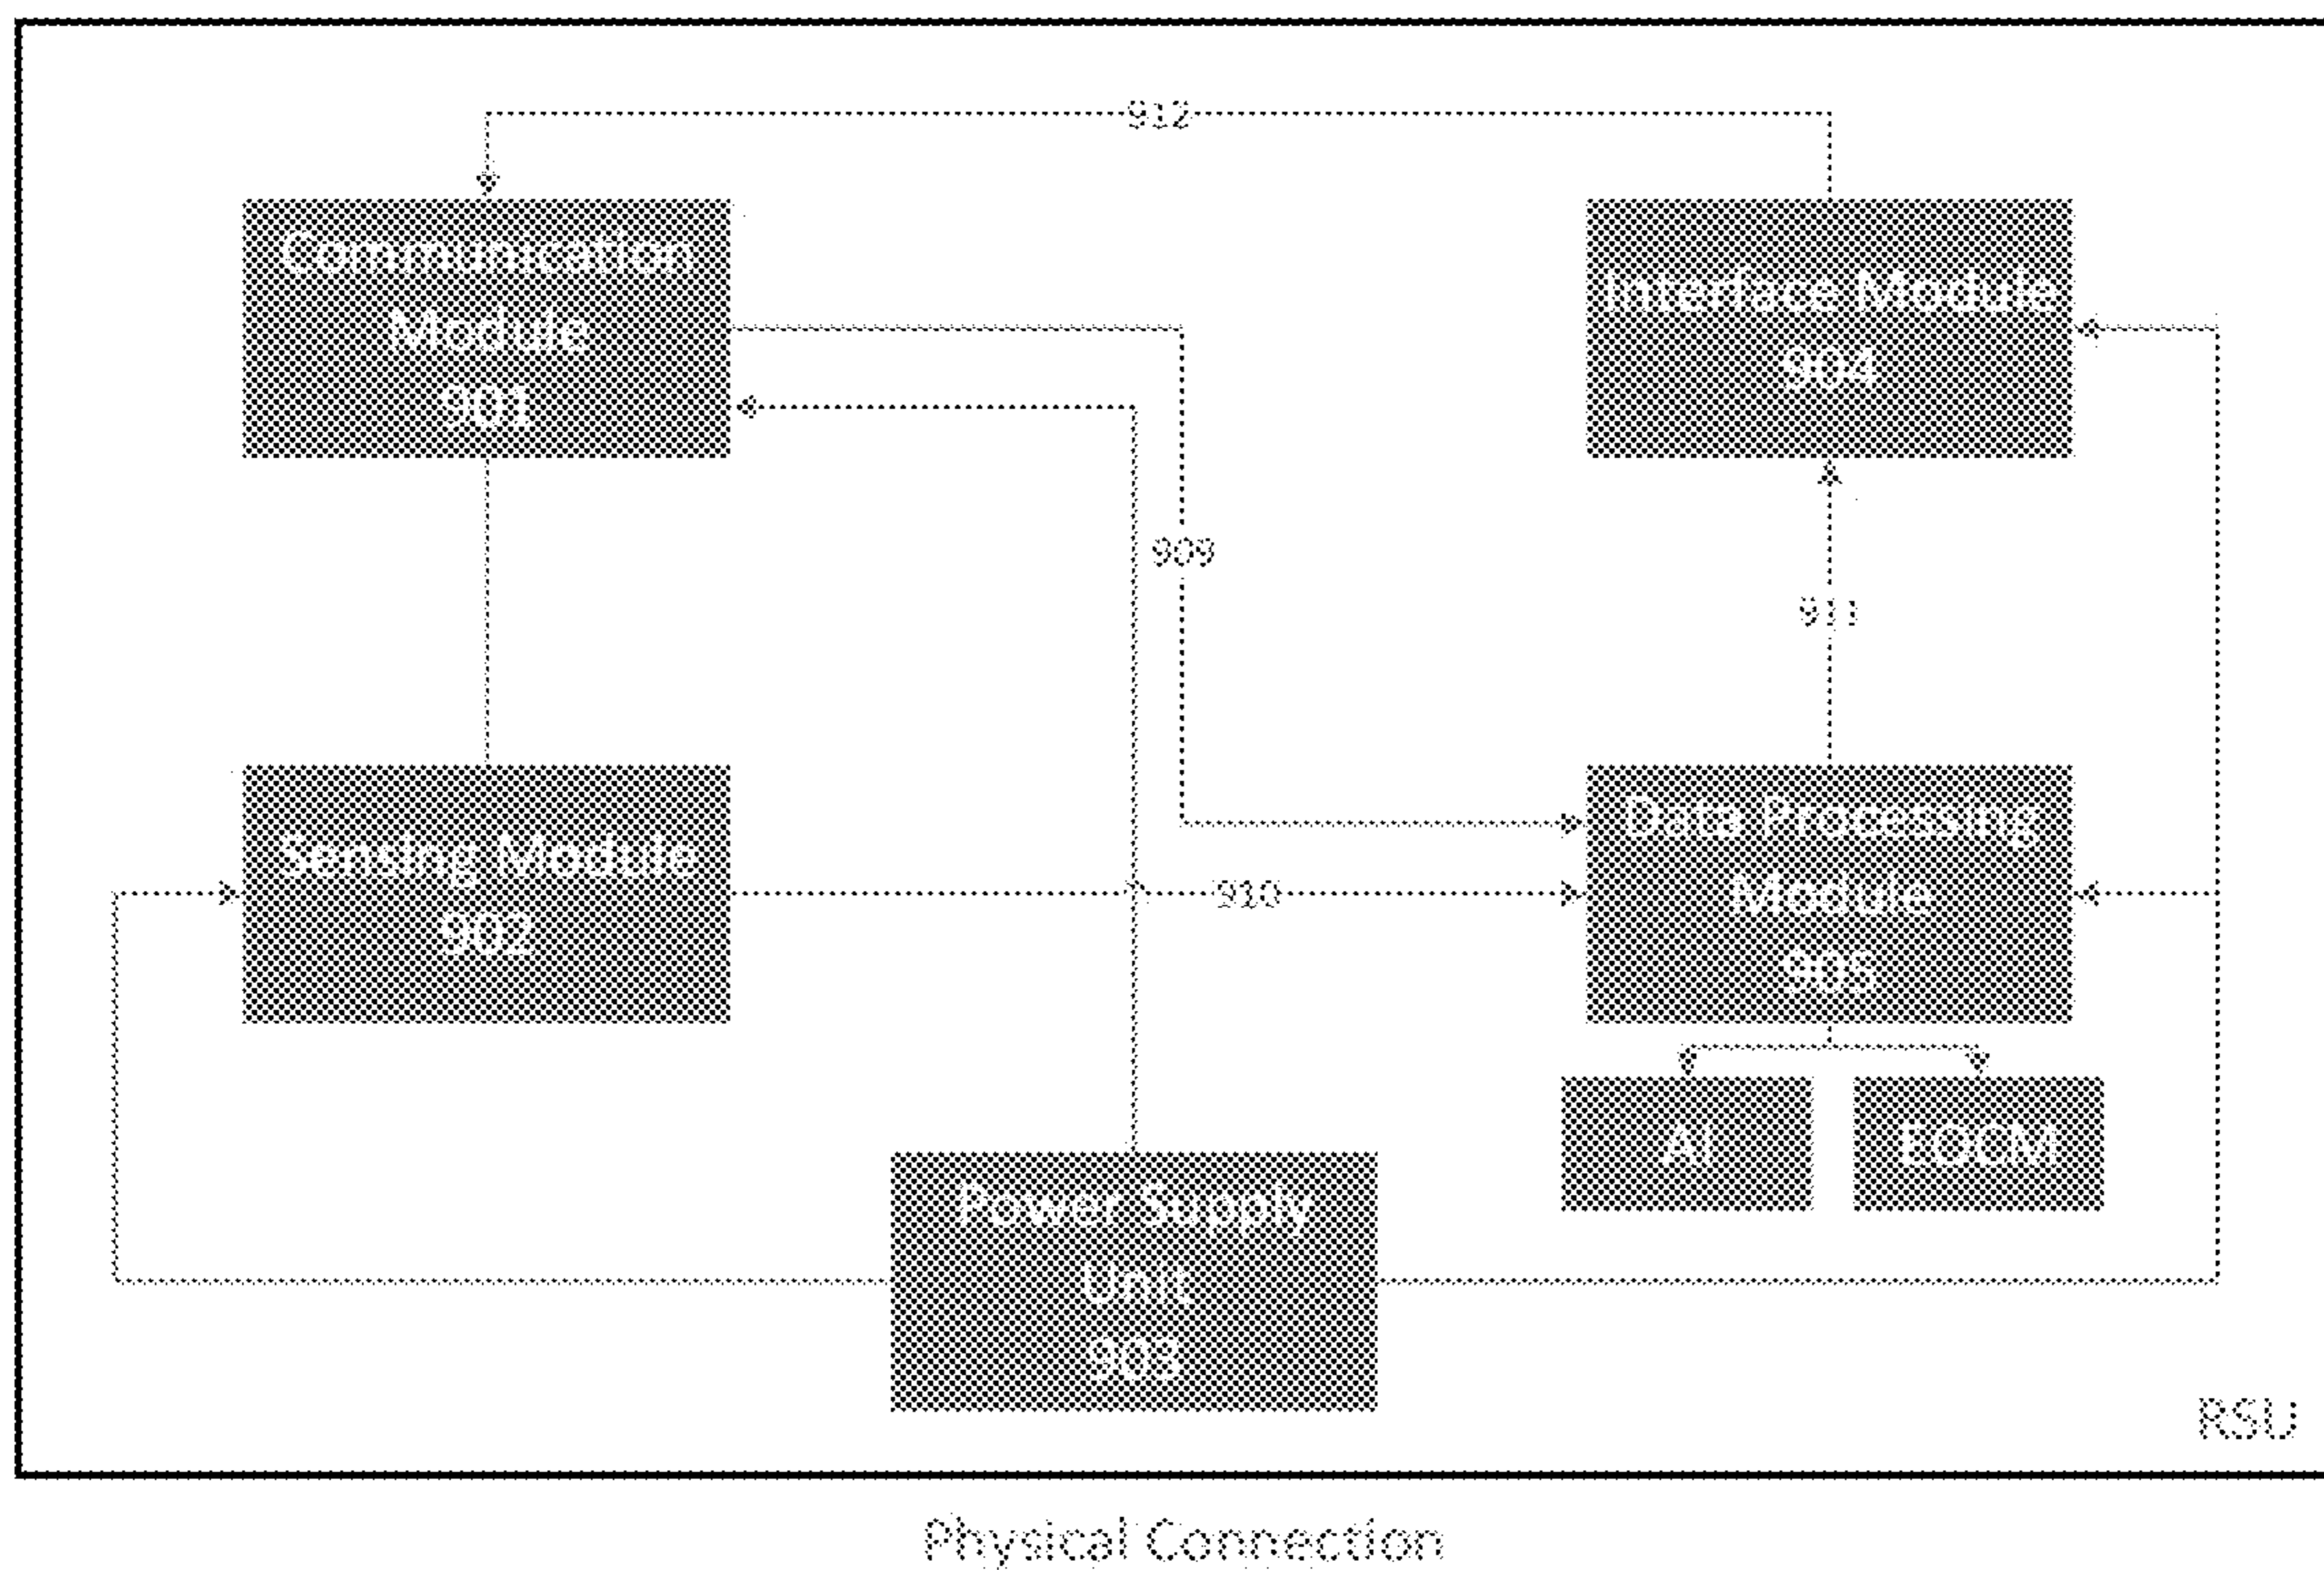 912
Communication
Module
901
Interface Module
904
909
911
Sensing Module
902
910
Data Processing
Module
905
AI
EOCM
Power Supply
Unit
903
RSU
Physical Connection